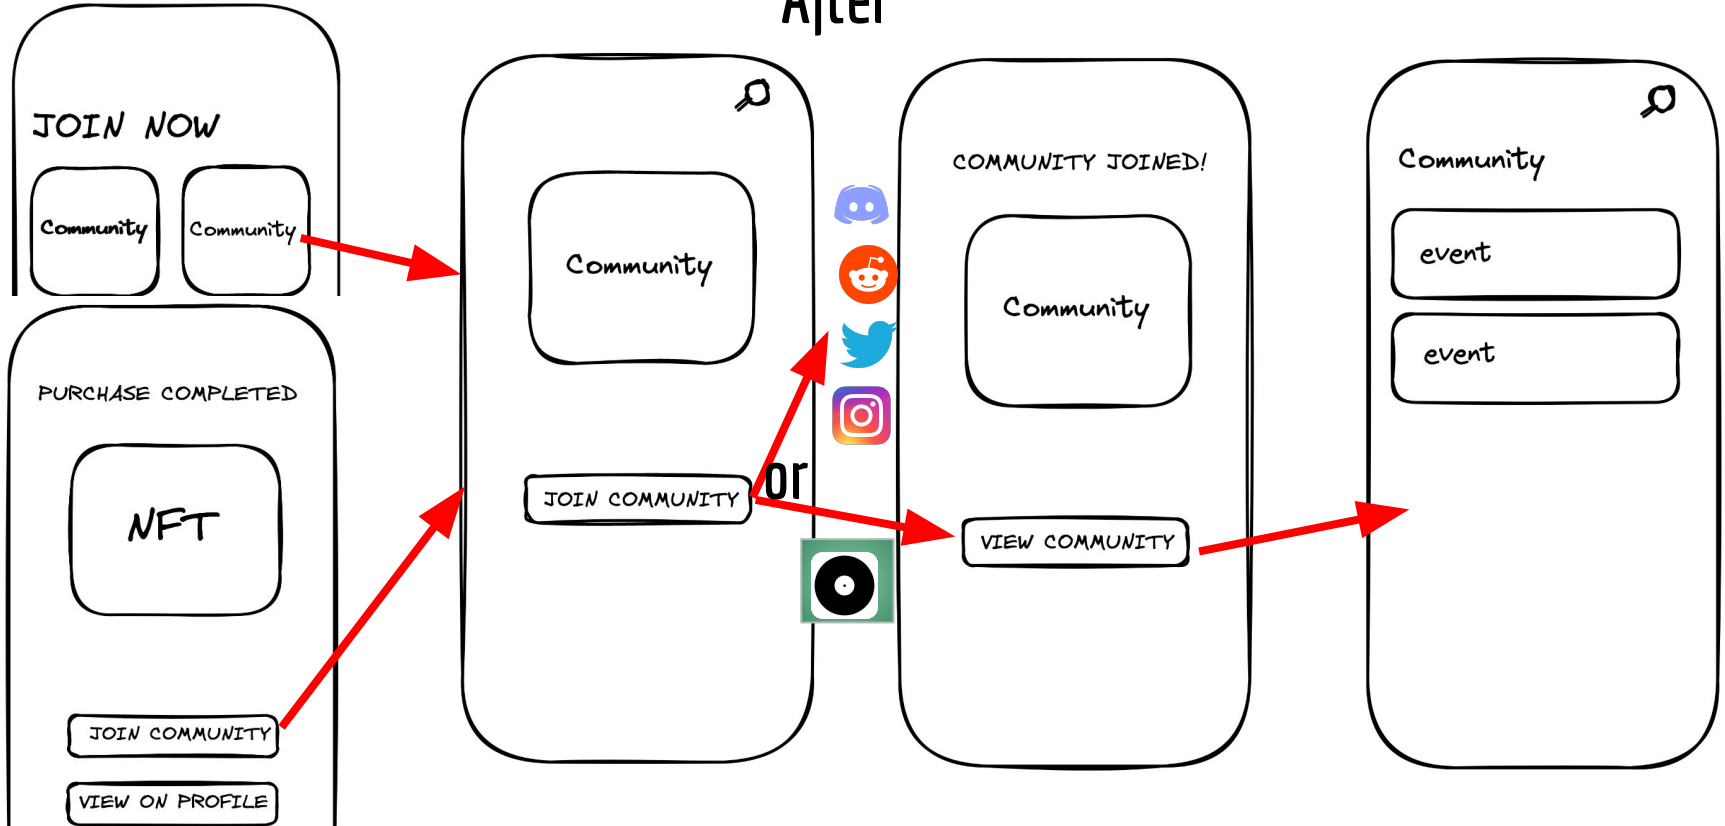 After
JOIN NOW
Community
Community
PURCHASE COMPLETED
NFT
JOIN COMMUNITY
VIEW ON PROFILE
Community
JOIN COMMUNITY
or
COMMUNITY JOINED!
Community
VIEW COMMUNITY
Community
event
event